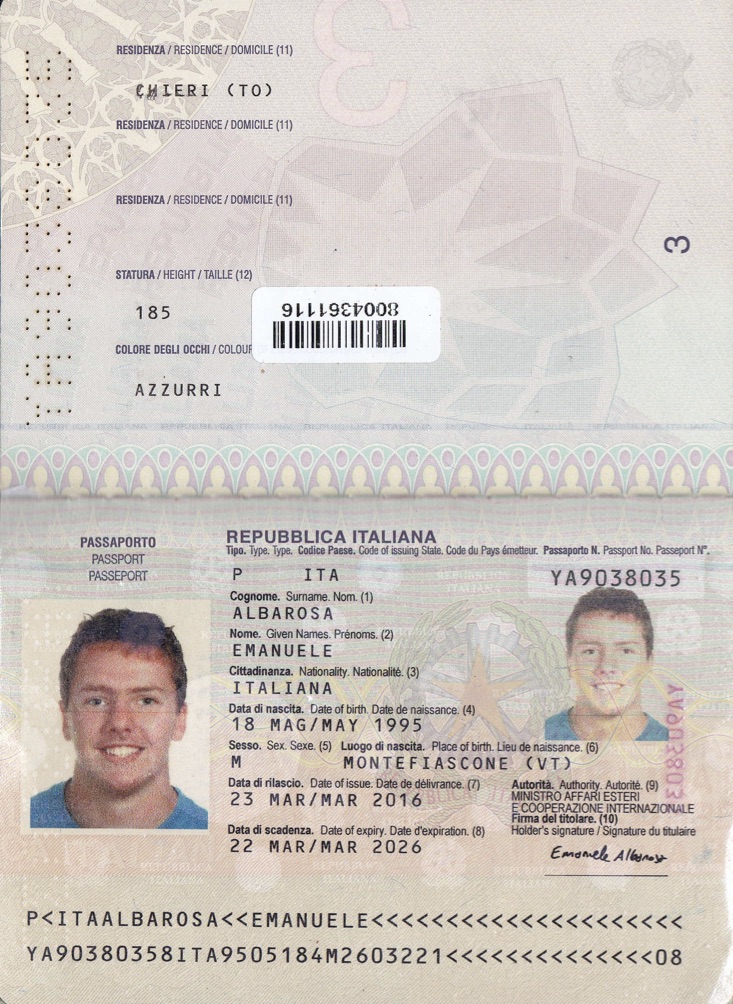 RESIDENZA / RESIDENCE / DOMICILE (11)
CHIERI (TO)
RESIDENZA / RESIDENCE / DOMICILE (11)
RESIDENZA / RESIDENCE / DOMICILE (11)
STATURA / HEIGHT / TAILLE (12)
185
8004361116
COLORE DEGLI OCCHI / COLOUR
AZZURRI
3
PASSAPORTO
PASSPORT
PASSEPORT
REPUBBLICA ITALIANA
Tipo. Type. Type. Codice Paese. Code of issuing State. Code du Pays émetteur. Passaporto N. Passport No. Passeport N°.
P ITA YA9038035
Cognome. Surname. Nom. (1)
ALBAROSA
Nome. Given Names. Prénoms. (2)
EMANUELE
Cittadinanza. Nationality. Nationalité. (3)
ITALIANA
Data di nascita. Date of birth. Date de naissance. (4)
18 MAG/MAY 1995
Sesso. Sex. Sexe. (5) Luogo di nascita. Place of birth. Lieu de naissance. (6)
M MONTEFIASCONE (VT)
Data di rilascio. Date of issue. Date de délivrance. (7)
23 MAR/MAR 2016
Data di scadenza. Date of expiry. Date d'expiration. (8)
22 MAR/MAR 2026
Autorità. Authority. Autorité. (9)
MINISTRO AFFARI ESTERI
E COOPERAZIONE INTERNAZIONALE
Firma del titolare. (10)
Holder's signature / Signature du titulaire
Emanuele Albarosa
P<ITAALBAROSA<<EMANUELE<<<<<<<<<<<<<<<<<<<<<
YA90380358ITA9505184M2603221<<<<<<<<<<<<<<08